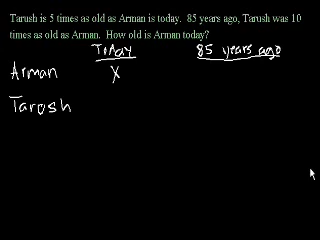 Tarush is 5 times as old as Arman is today. 85 years ago, Tarush was 10
times as old as Arman. How old is Arman today?
Today 85 years ago
Arman X
Tarush